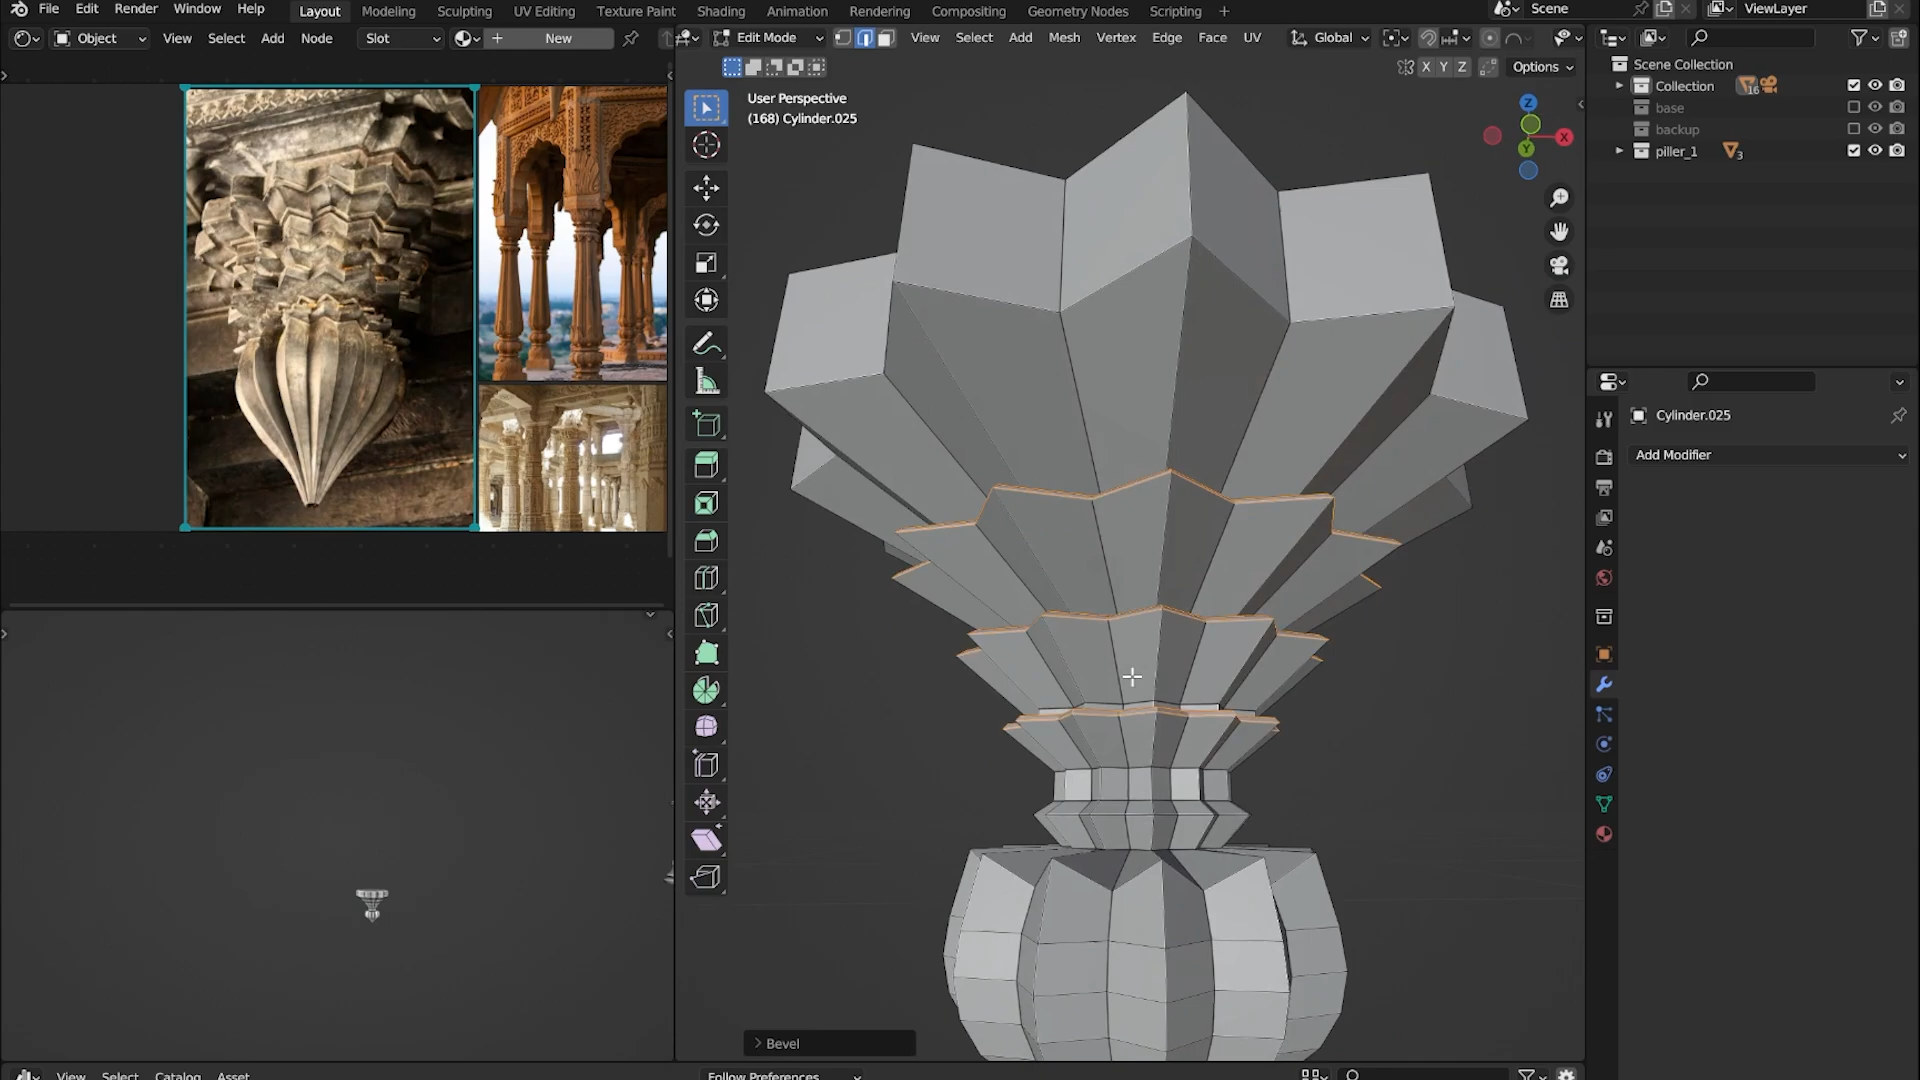 File Edit Render Window Help Layout Modeling Sculpting UV Editing Texture Paint Shading Animation Rendering Compositing Geometry Nodes Scripting + Scene ViewLayer
Object View Select Add Node Slot New Edit Mode View Select Add Mesh Vertex Edge Face UV Global
X Y Z Options
User Perspective
(168) Cylinder.025
Z
X
Y
Scene Collection
Collection 16
base
backup
piller_1 3
Cylinder.025
Add Modifier
Bevel
View Select Catalog Asset Follow Preferences